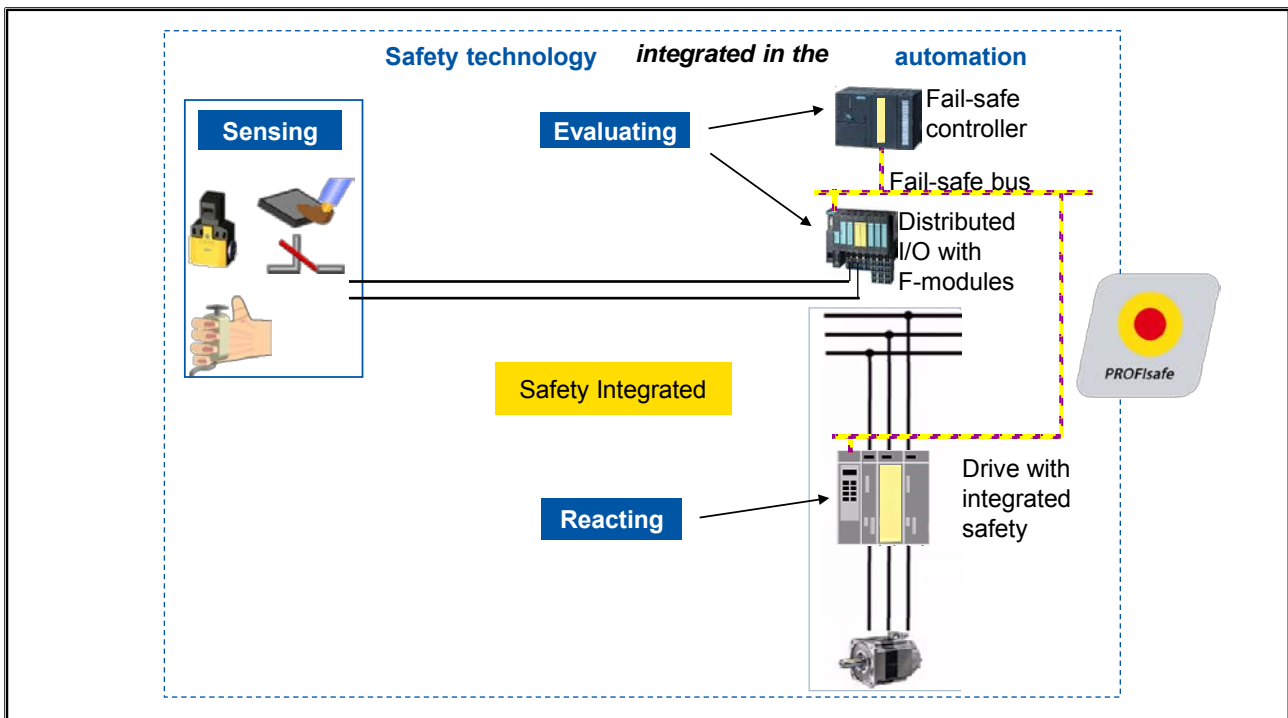 Safety technology integrated in the automation
Sensing
Evaluating
Fail-safe
controller
Fail-safe bus
Distributed
I/O with
F-modules
PROFIsafe
Safety Integrated
Reacting
Drive with
integrated
safety